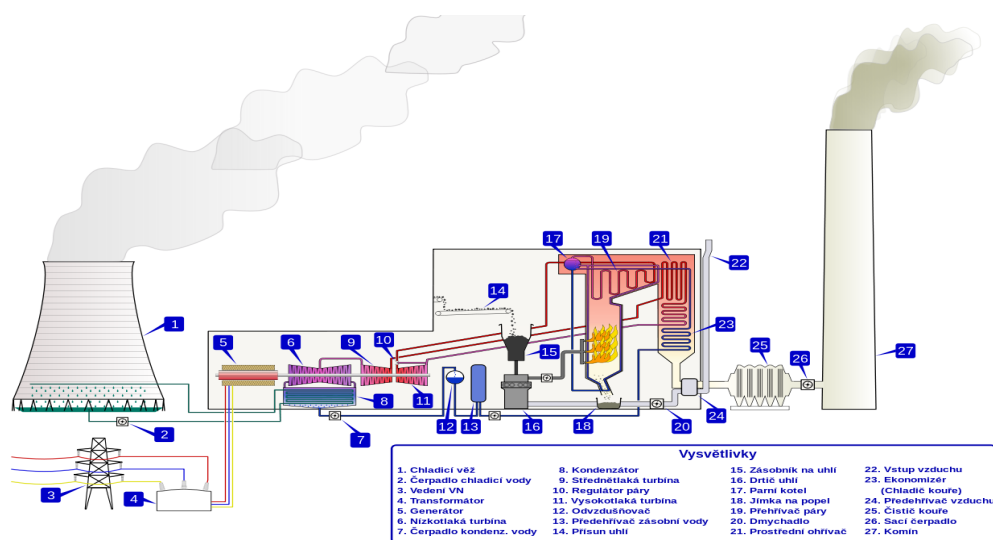 17
19
21
22
14
1
5
6
9
10
15
23
25
26
27
11
8
12
13
16
18
20
24
7
2
3
4
Vysvětlivky
1. Chladicí věž
2. Čerpadlo chladicí vody
3. Vedení VN
4. Transformátor
5. Generátor
6. Nízkotlaká turbína
7. Čerpadlo kondenz. vody
8. Kondenzátor
9. Střednětlaká turbína
10. Regulátor páry
11. Vysokotlaká turbína
12. Odvzdušňovač
13. Předehřívač zásobní vody
14. Přísun uhlí
15. Zásobník na uhlí
16. Drtič uhlí
17. Parní kotel
18. Jímka na popel
19. Přehřívač páry
20. Dmychadlo
21. Prostřední ohřívač
22. Vstup vzduchu
23. Ekonomizér
(Chladič kouře)
24. Předehřívač vzduchu
25. Čistič kouře
26. Sací čerpadlo
27. Komín